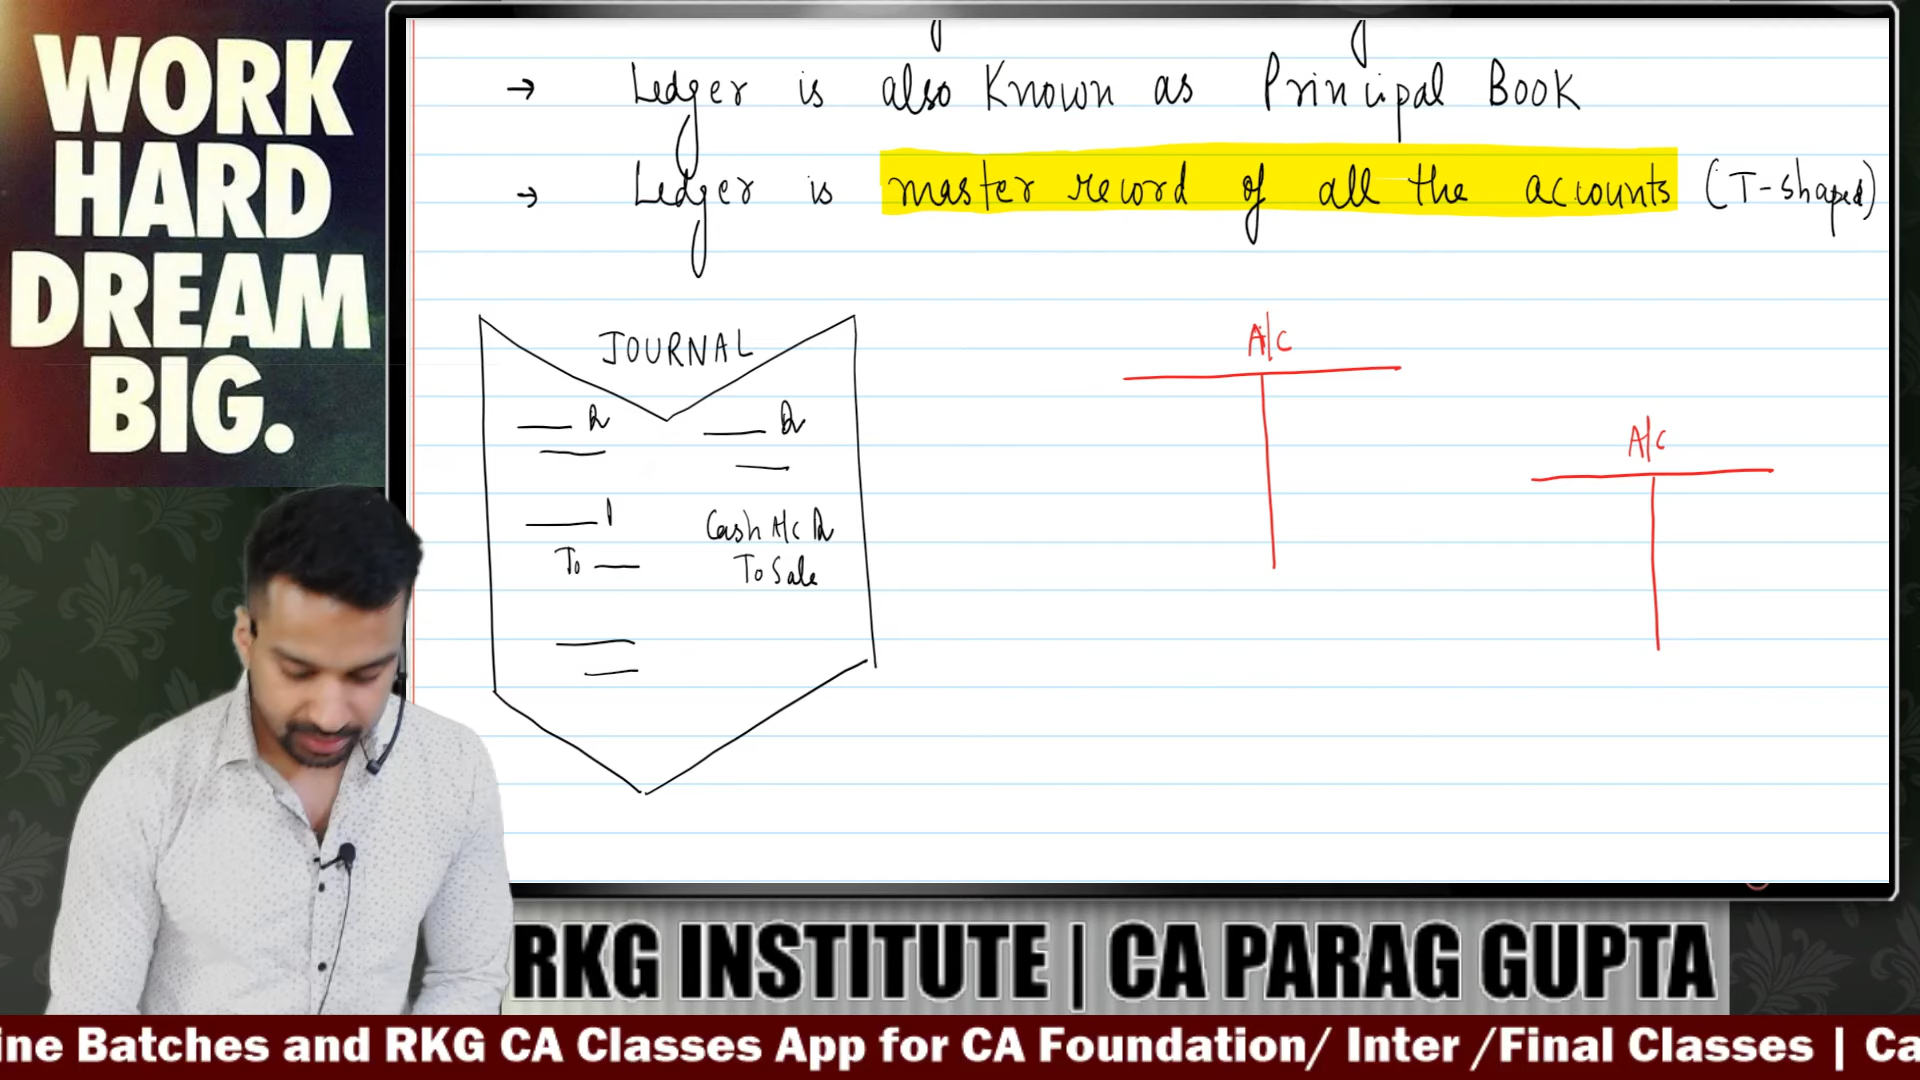 WORK
HARD
DREAM
BIG.
→ Ledger is also Known as Principal Book
→ Ledger is master record of all the accounts (T-shaped)
JOURNAL
Dr
Dr
Cash A/c Dr
To Sale
To
A/c
A/c
RKG INSTITUTE | CA PARAG GUPTA
ine Batches and RKG CA Classes App for CA Foundation/ Inter /Final Classes | Ca